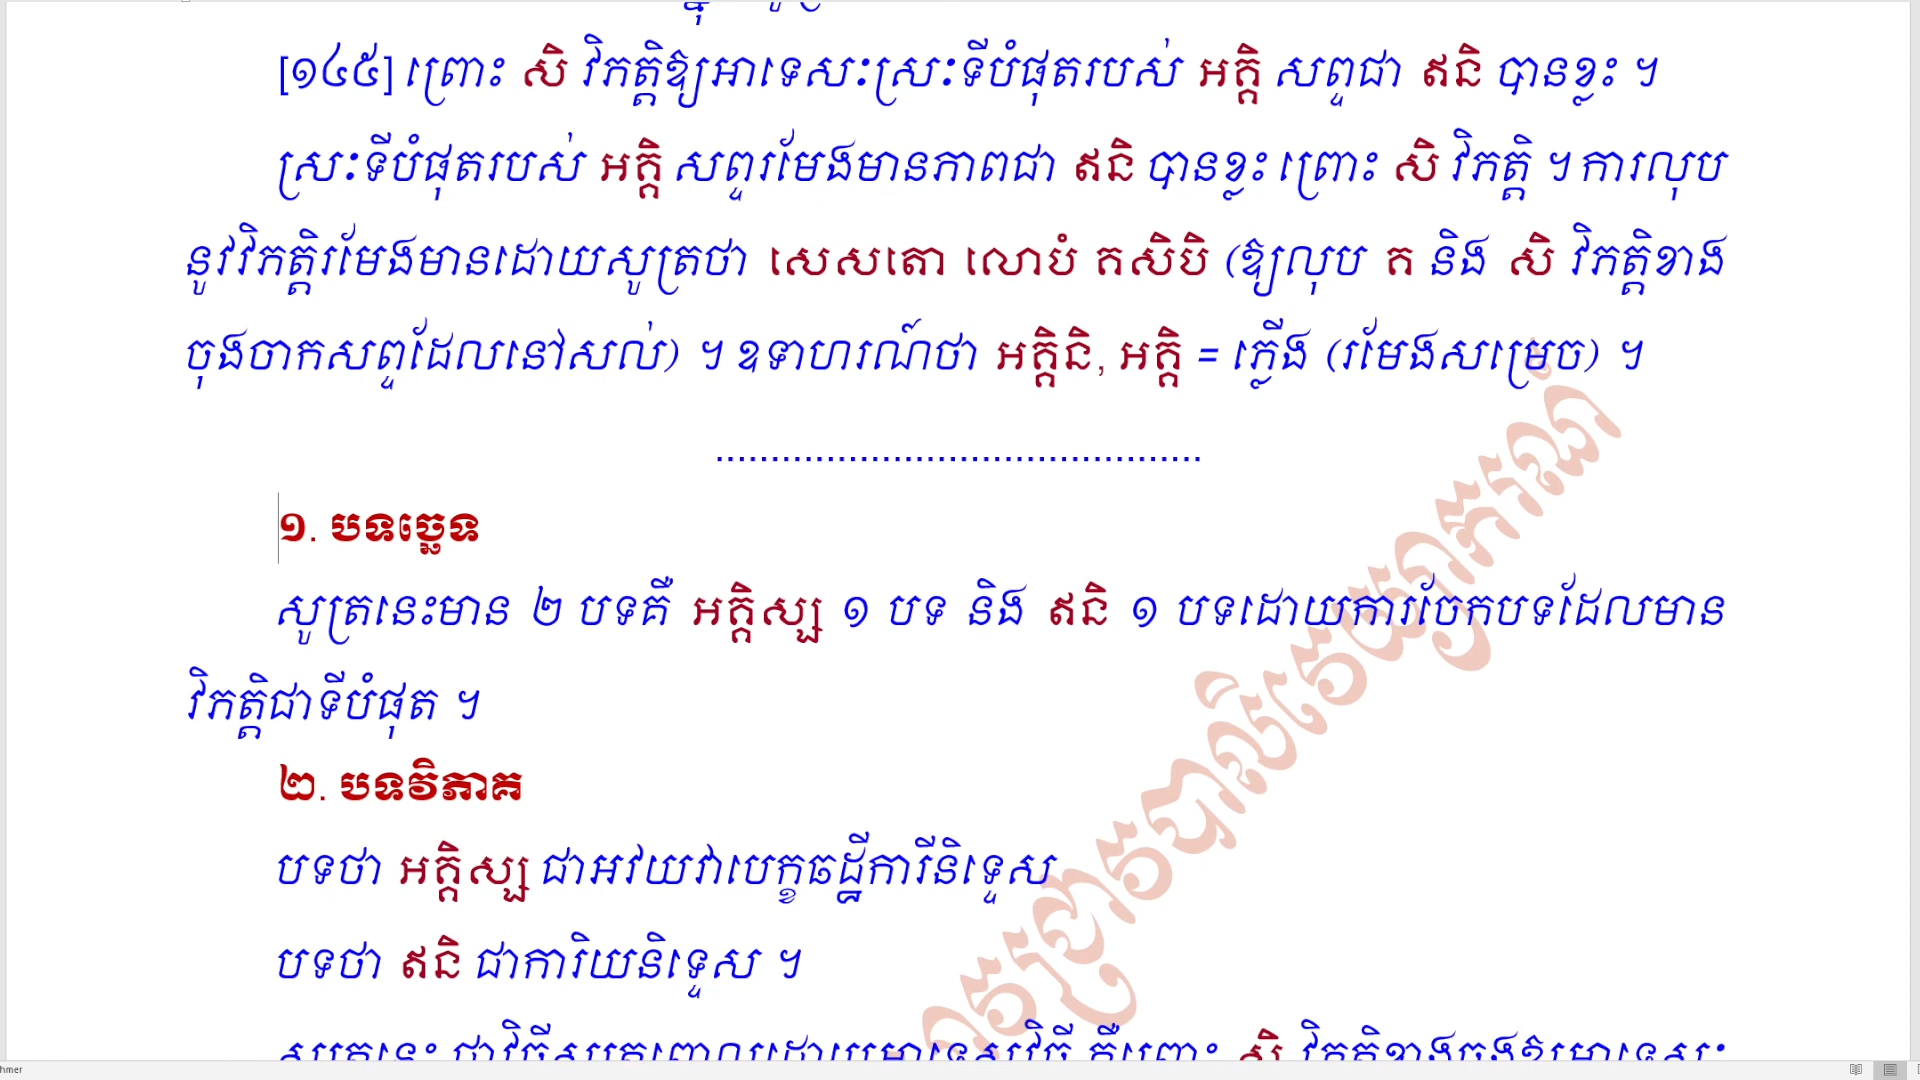 [១៤៥] ព្រោះ សិ វិភត្តិឱ្យអាទេសៈស្រៈទីបំផុតរបស់ អគ្គិ សព្ទជា ឥនិ បានខ្លះ ។
ស្រៈទីបំផុតរបស់ អគ្គិ សព្ទរមែងមានភាពជា ឥនិ បានខ្លះ ព្រោះ សិ វិភត្តិ ។ ការលុប
នូវវិភត្តិរមែងមានដោយសូត្រថា សេសតោ លោបំ គសិបិ (ឱ្យលុប គ និង សិ វិភត្តិខាង
ចុងចាកសព្ទដែលនៅសល់) ។ ឧទាហរណ៍ថា អគ្គិនិ, អគ្គិ = ភ្លើង (រមែងសម្រេច) ។
............................................
១. បទច្ឆេទ
សូត្រនេះមាន ២ បទគឺ អគ្គិស្ស ១ បទ និង ឥនិ ១ បទដោយការចែកបទដែលមាន
វិភត្តិជាទីបំផុត ។
២. បទវិភាគ
បទថា អគ្គិស្ស ជាអវយវាបេក្ខធដ្ឋីការីនិទ្ទេស
បទថា ឥនិ ជាការិយនិទ្ទេស ។
hmer